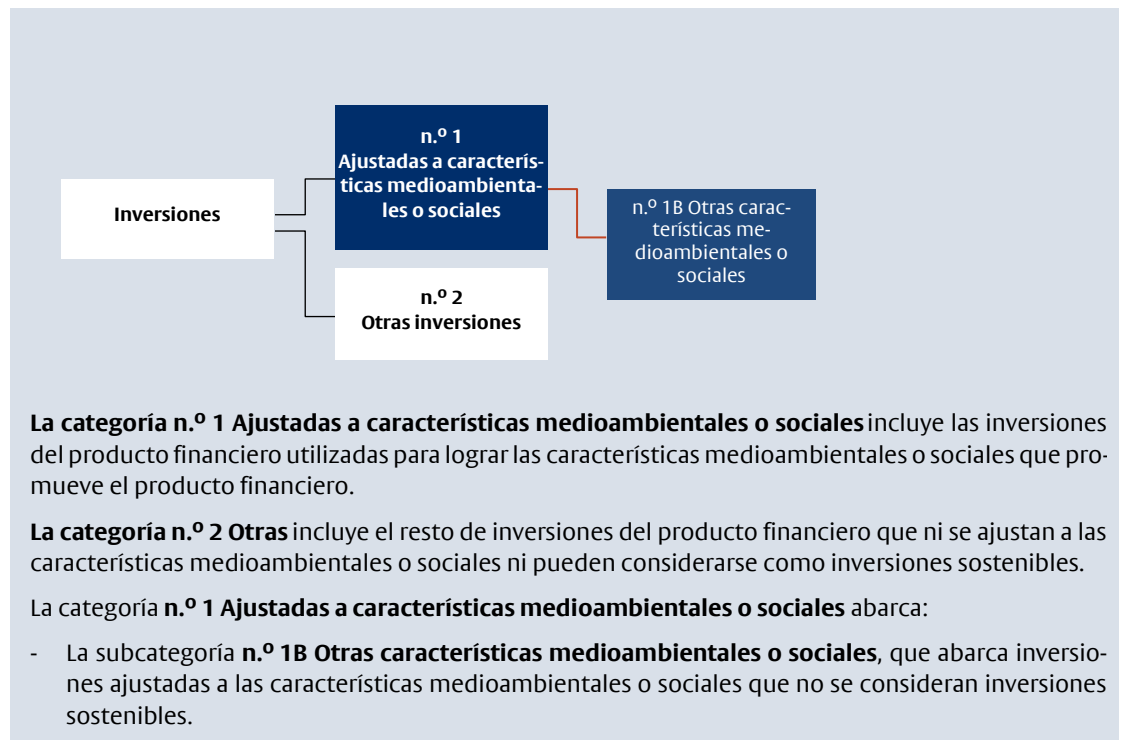 n.º 1
Ajustadas a caracterís-
ticas medioambienta-
les o sociales
Inversiones
n.º 1B Otras carac-
terísticas me-
dioambientales o
sociales
n.º 2
Otras inversiones
La categoría n.º 1 Ajustadas a características medioambientales o sociales incluye las inversiones
del producto financiero utilizadas para lograr las características medioambientales o sociales que pro-
mueve el producto financiero.
La categoría n.º 2 Otras incluye el resto de inversiones del producto financiero que ni se ajustan a las
características medioambientales o sociales ni pueden considerarse como inversiones sostenibles.
La categoría n.º 1 Ajustadas a características medioambientales o sociales abarca:
- La subcategoría n.º 1B Otras características medioambientales o sociales, que abarca inversio-
nes ajustadas a las características medioambientales o sociales que no se consideran inversiones
sostenibles.